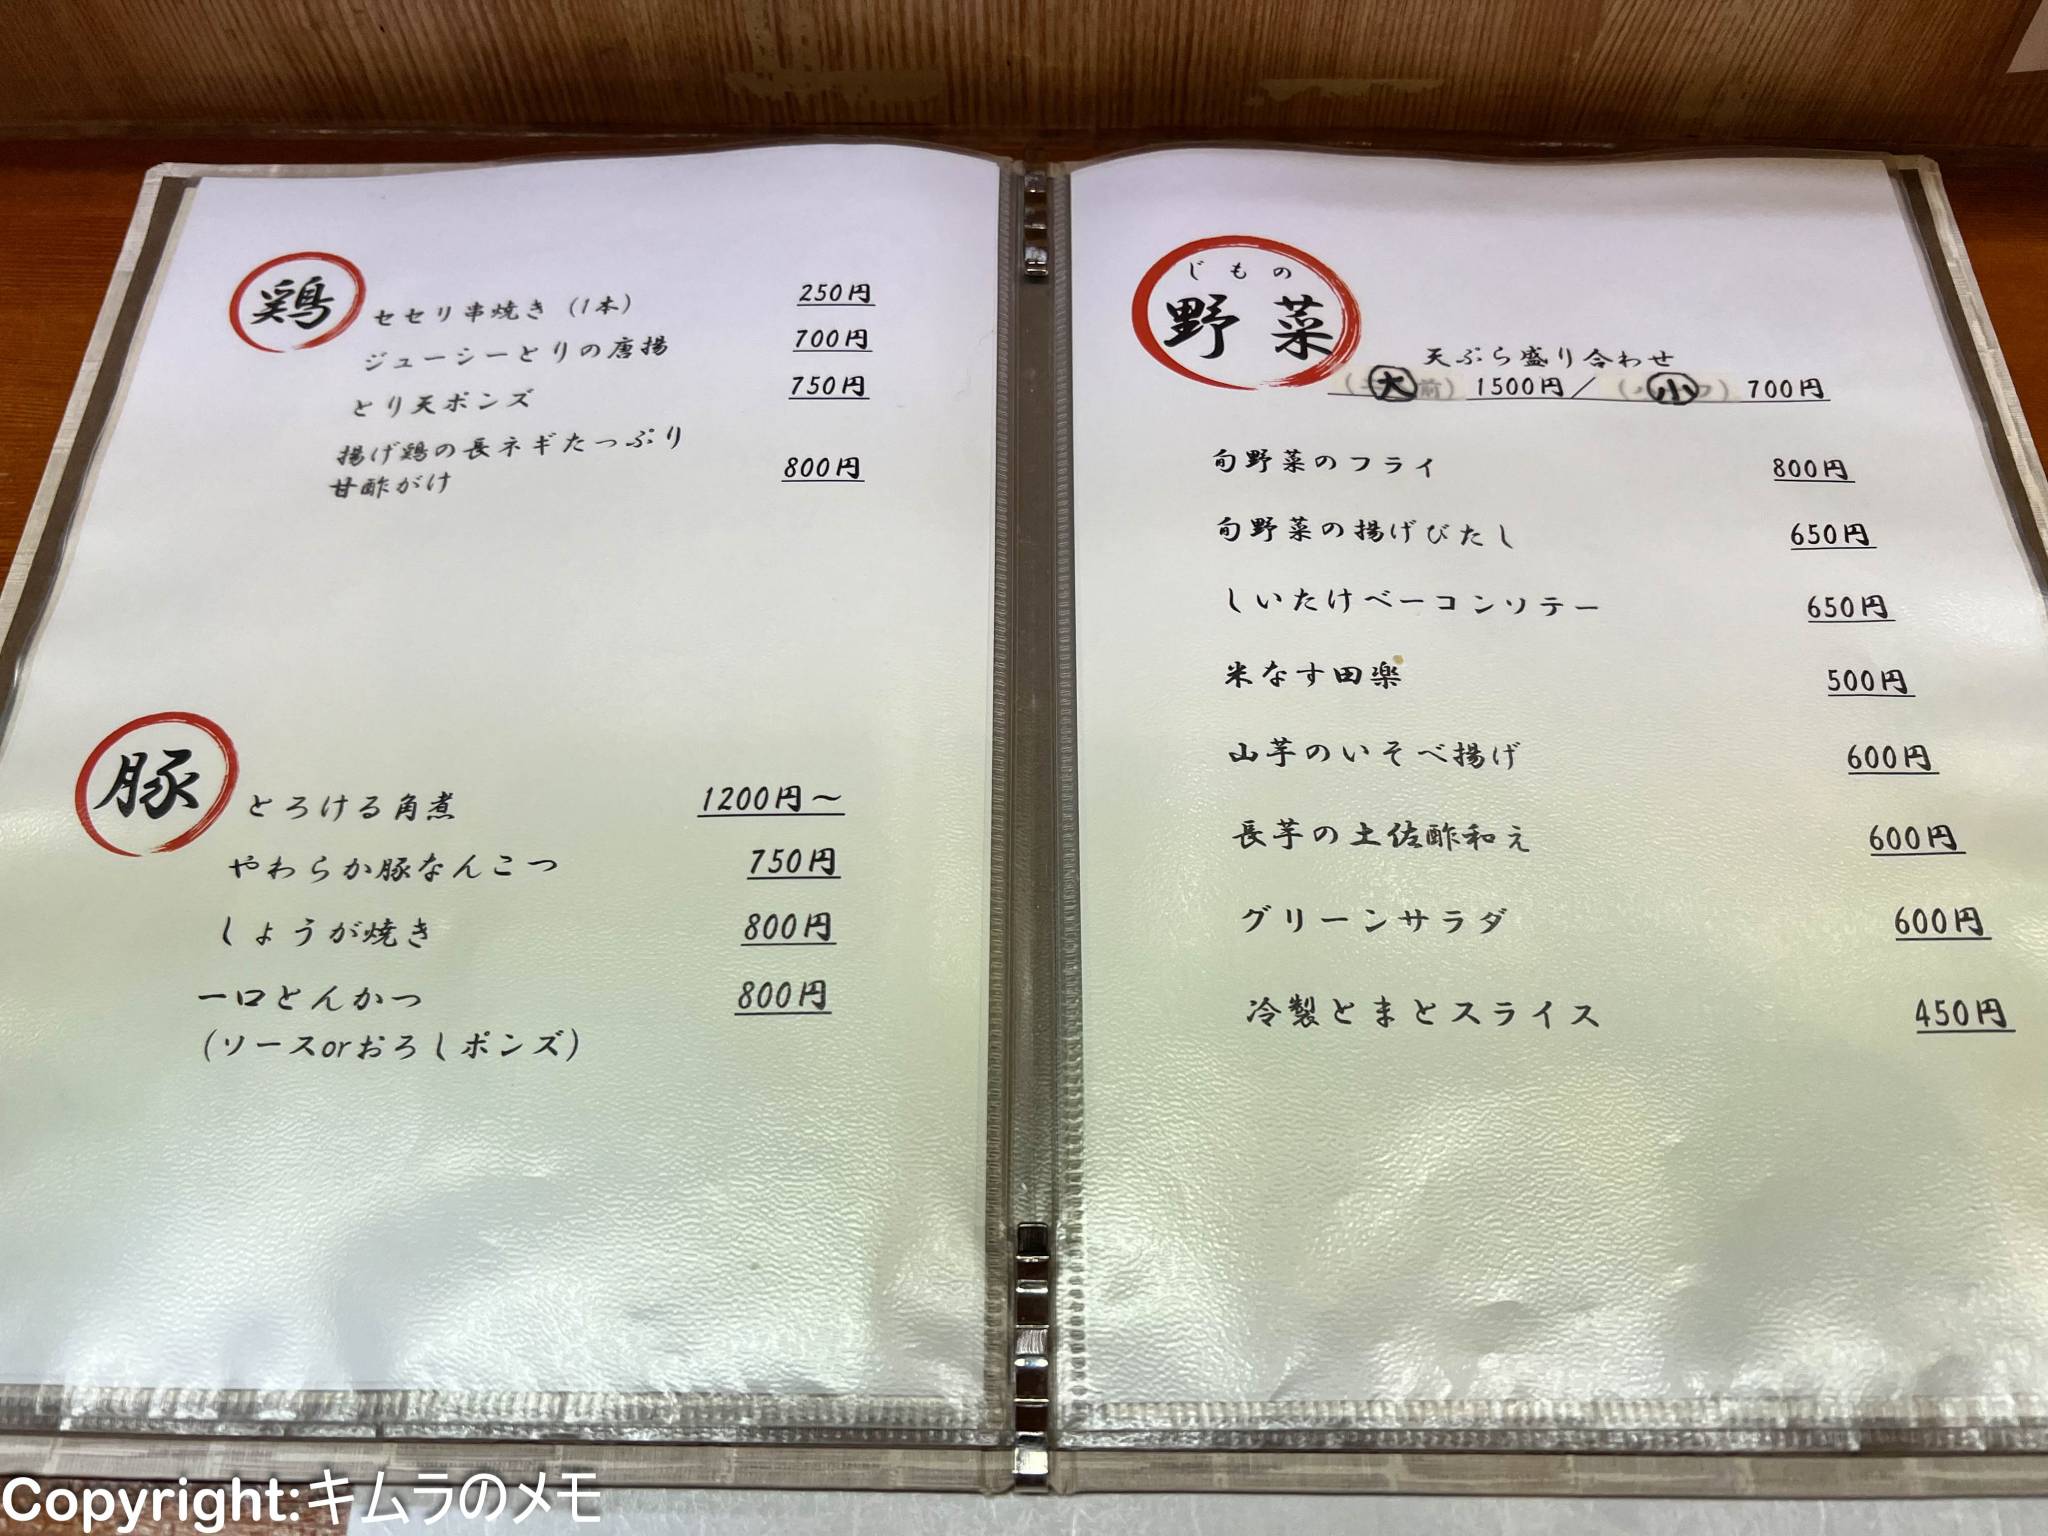 鶏
セセリ串焼き (1本) 250円
ジューシーとりの唐揚 700円
とり天ポンズ 750円
揚げ鶏の長ネギたっぷり
甘酢がけ 800円
豚
とろける角煮 1200円～
やわらか豚なんこつ 750円
しょうが焼き 800円
一口とんかつ 800円
(ソースorおろしポンズ)
じもの
野菜
天ぷら盛り合わせ
大 1500円／ 小 700円
旬野菜のフライ 800円
旬野菜の揚げびたし 650円
しいたけベーコンソテー 650円
米なす田楽 500円
山芋のいそべ揚げ 600円
長芋の土佐酢和え 600円
グリーンサラダ 600円
冷製とまとスライス 450円
Copyright:キムラのメモ